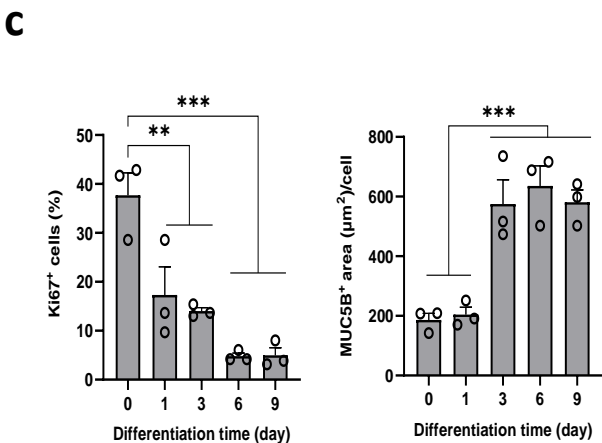 c
***
**
50
40
30
20
10
0
Ki67⁺ cells (%)
0 1 3 6 9
Differentiation time (day)
***
800
600
400
200
0
MUC5B⁺ area (µm²)/cell
0 1 3 6 9
Differentiation time (day)